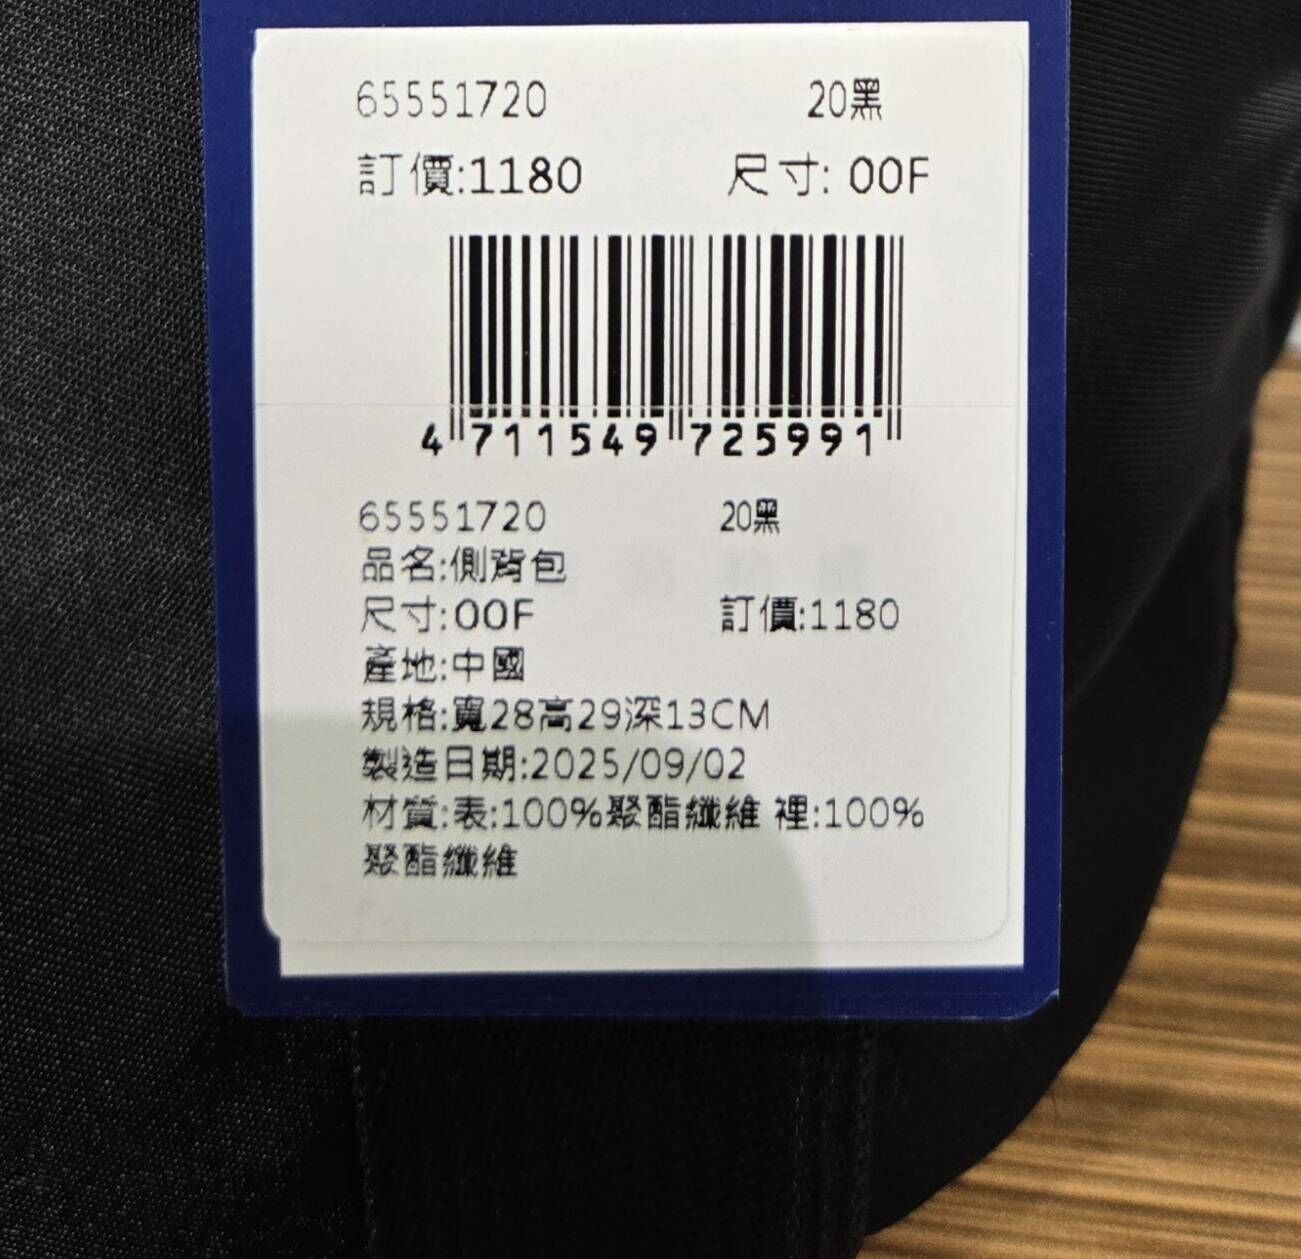 65551720 20黑
訂價:1180 尺寸: 00F
4 711549 725991
65551720 20黑
品名:側背包
尺寸:00F 訂價:1180
產地:中國
規格:寬28高29深13CM
製造日期:2025/09/02
材質:表:100%聚酯纖維 裡:100%
聚酯纖維